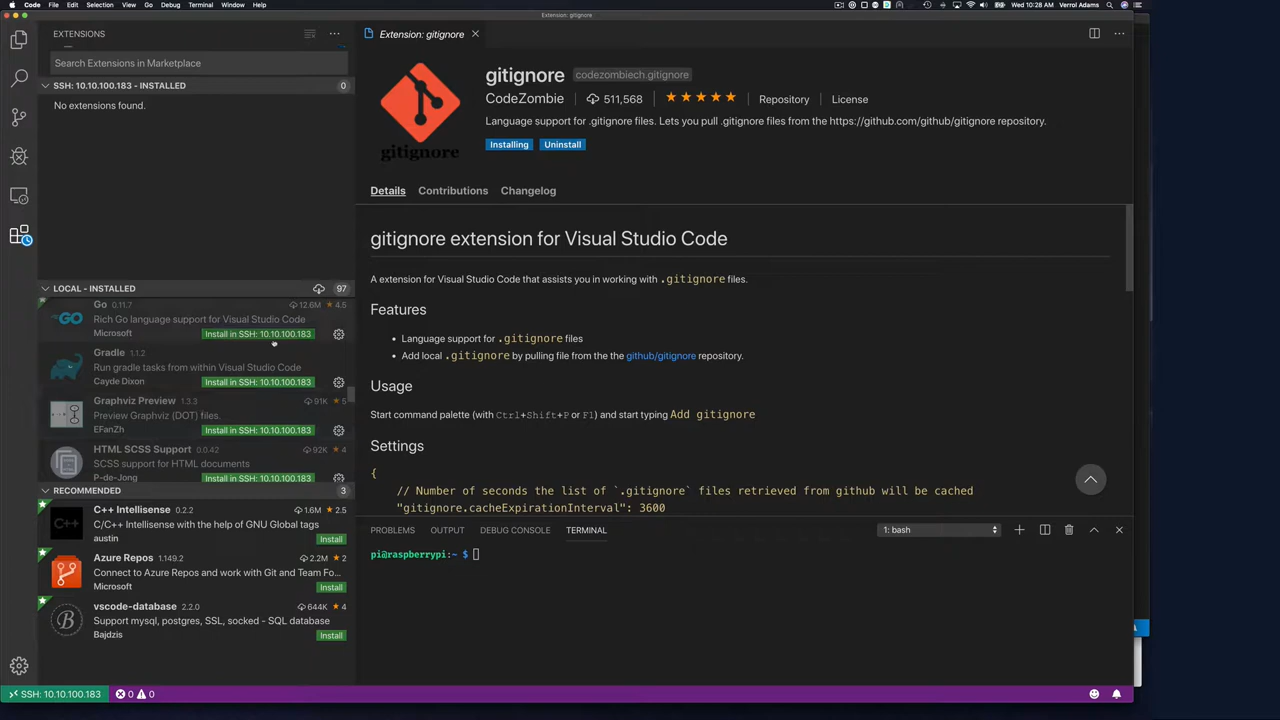 Code File Edit Selection View Go Debug Terminal Window Help
Wed 10:28 AM Verrol Adams
Extension: gitignore
EXTENSIONS
Search Extensions in Marketplace
SSH: 10.10.100.183 - INSTALLED 0
No extensions found.
LOCAL - INSTALLED 97
Go 0.11.7 12.6M 4.5
Rich Go language support for Visual Studio Code
Microsoft Install in SSH: 10.10.100.183
Gradle 1.1.2
Run gradle tasks from within Visual Studio Code
Cayde Dixon Install in SSH: 10.10.100.183
Graphviz Preview 1.3.3 91K 5
Preview Graphviz (DOT) files.
EFanZh Install in SSH: 10.10.100.183
HTML SCSS Support 0.0.42 92K 4
SCSS support for HTML documents
P-de-Jong Install in SSH: 10.10.100.183
RECOMMENDED 3
C++ Intellisense 0.2.2 1.6M 2.5
C/C++ Intellisense with the help of GNU Global tags
austin Install
Azure Repos 1.149.2 2.2M 2
Connect to Azure Repos and work with Git and Team Fo...
Microsoft Install
vscode-database 2.2.0 644K 4
Support mysql, postgres, SSL, socked - SQL database
Bajdzis Install
Extension: gitignore
gitignore
gitignore codezombiech.gitignore
CodeZombie 511,568 Repository License
Language support for .gitignore files. Lets you pull .gitignore files from the https://github.com/github/gitignore repository.
Installing Uninstall
Details Contributions Changelog
gitignore extension for Visual Studio Code
A extension for Visual Studio Code that assists you in working with .gitignore files.
Features
Language support for .gitignore files
Add local .gitignore by pulling file from the the github/gitignore repository.
Usage
Start command palette (with Ctrl+Shift+P or F1) and start typing Add gitignore
Settings
{
// Number of seconds the list of `.gitignore` files retrieved from github will be cached
"gitignore.cacheExpirationInterval": 3600
PROBLEMS OUTPUT DEBUG CONSOLE TERMINAL 1: bash
pi@raspberrypi:~ $
SSH: 10.10.100.183 0 0